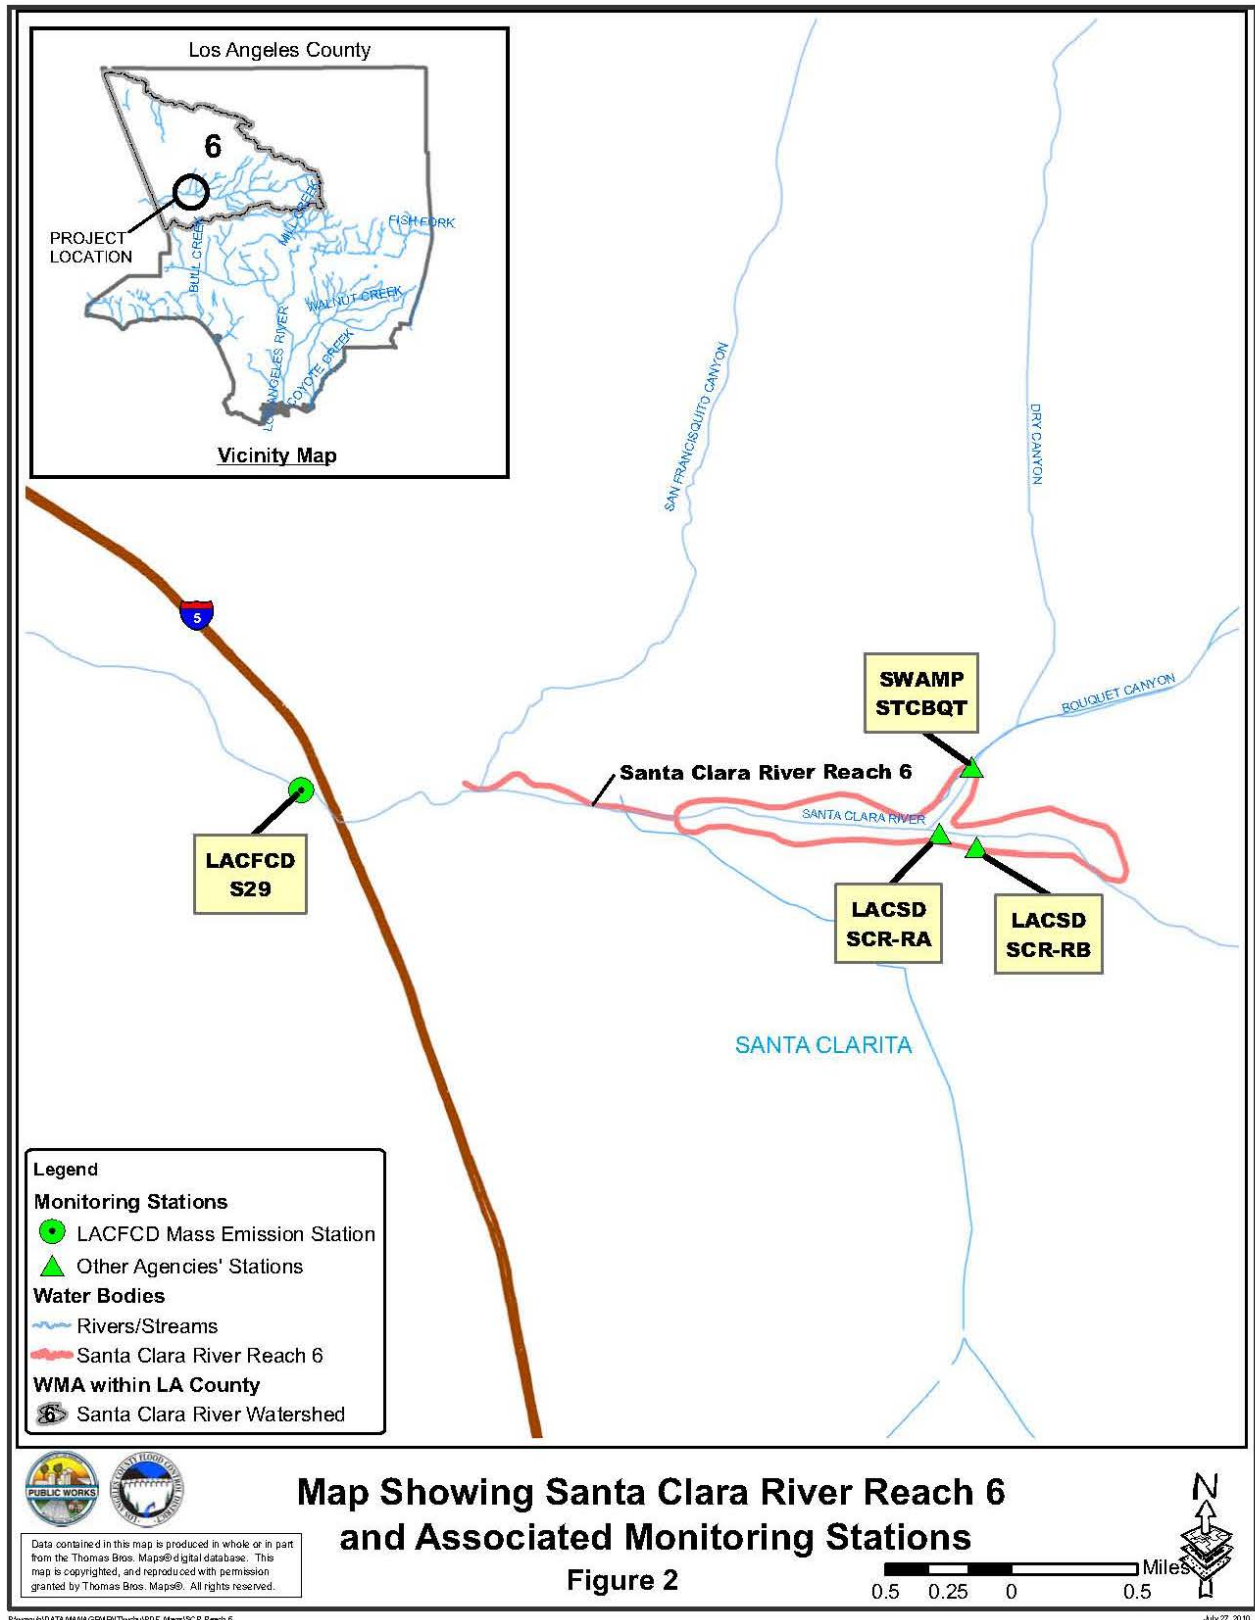 Los Angeles County
6
PROJECT
LOCATION
BULL CREEK
MILL CREEK
FISH FORK
WALNUT CREEK
LOS ANGELES RIVER
COYOTE CREEK
Vicinity Map
SAN FRANCISQUITO CANYON
DRY CANYON
5
BOUQUET CANYON
SWAMP
STCBQT
Santa Clara River Reach 6
SANTA CLARA RIVER
LACFCD
S29
LACSD
SCR-RA
LACSD
SCR-RB
SANTA CLARITA
Legend
Monitoring Stations
LACFCD Mass Emission Station
Other Agencies' Stations
Water Bodies
Rivers/Streams
Santa Clara River Reach 6
WMA within LA County
6 Santa Clara River Watershed
PUBLIC WORKS
Map Showing Santa Clara River Reach 6
and Associated Monitoring Stations
Figure 2
N
Miles
0.5 0.25 0 0.5
Data contained in this map is produced in whole or in part
from the Thomas Bros. Maps® digital database. This
map is copyrighted, and reproduced with permission
granted by Thomas Bros. Maps®. All rights reserved.
July 27, 2010